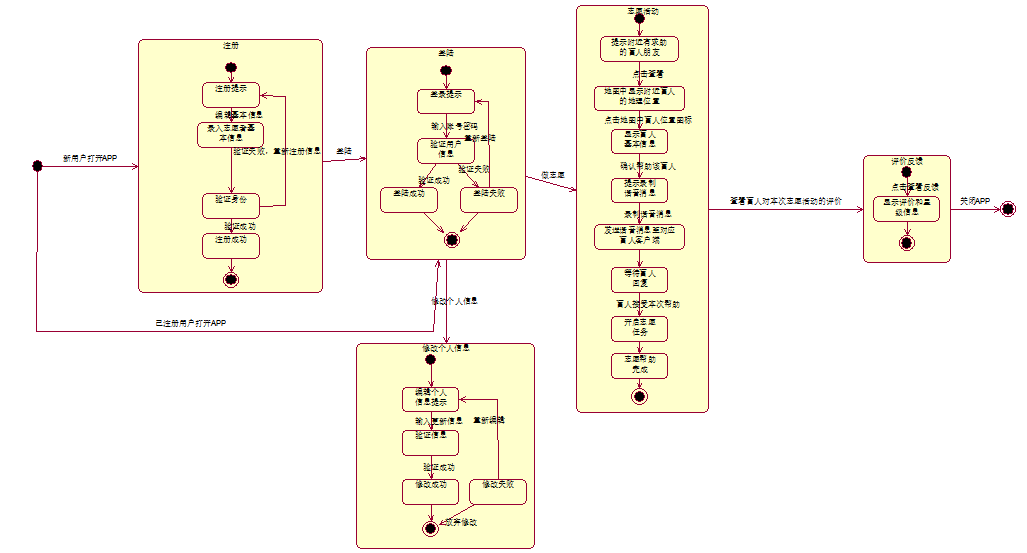 新用户打开APP
已注册用户打开APP
注册
注册提示
编辑基本信息
录入志愿者基
本信息
验证失败，重新注册信息
验证身份
验证成功
注册成功
登陆
登陆
登录提示
输入账号密码
重新登陆
验证用户
信息
验证失败
验证成功
登陆成功
登陆失败
修改个人信息
修改个人信息
编辑个人
信息提示
输入更新信息
重新编辑
验证信息
验证成功
修改成功
修改失败
放弃修改
做志愿
志愿活动
提示附近有求助
的盲人朋友
点击查看
地图中显示附近盲人
的地理位置
点击地图中盲人位置图标
显示盲人
基本信息
确认帮助该盲人
提示录制
语音消息
录制语音消息
发送语音消息至对应
盲人客户端
等待盲人
回复
盲人接受本次帮助
开启志愿
任务
志愿帮助
完成
查看盲人对本次志愿活动的评价
评价反馈
点击查看反馈
显示评价和星
级信息
关闭APP